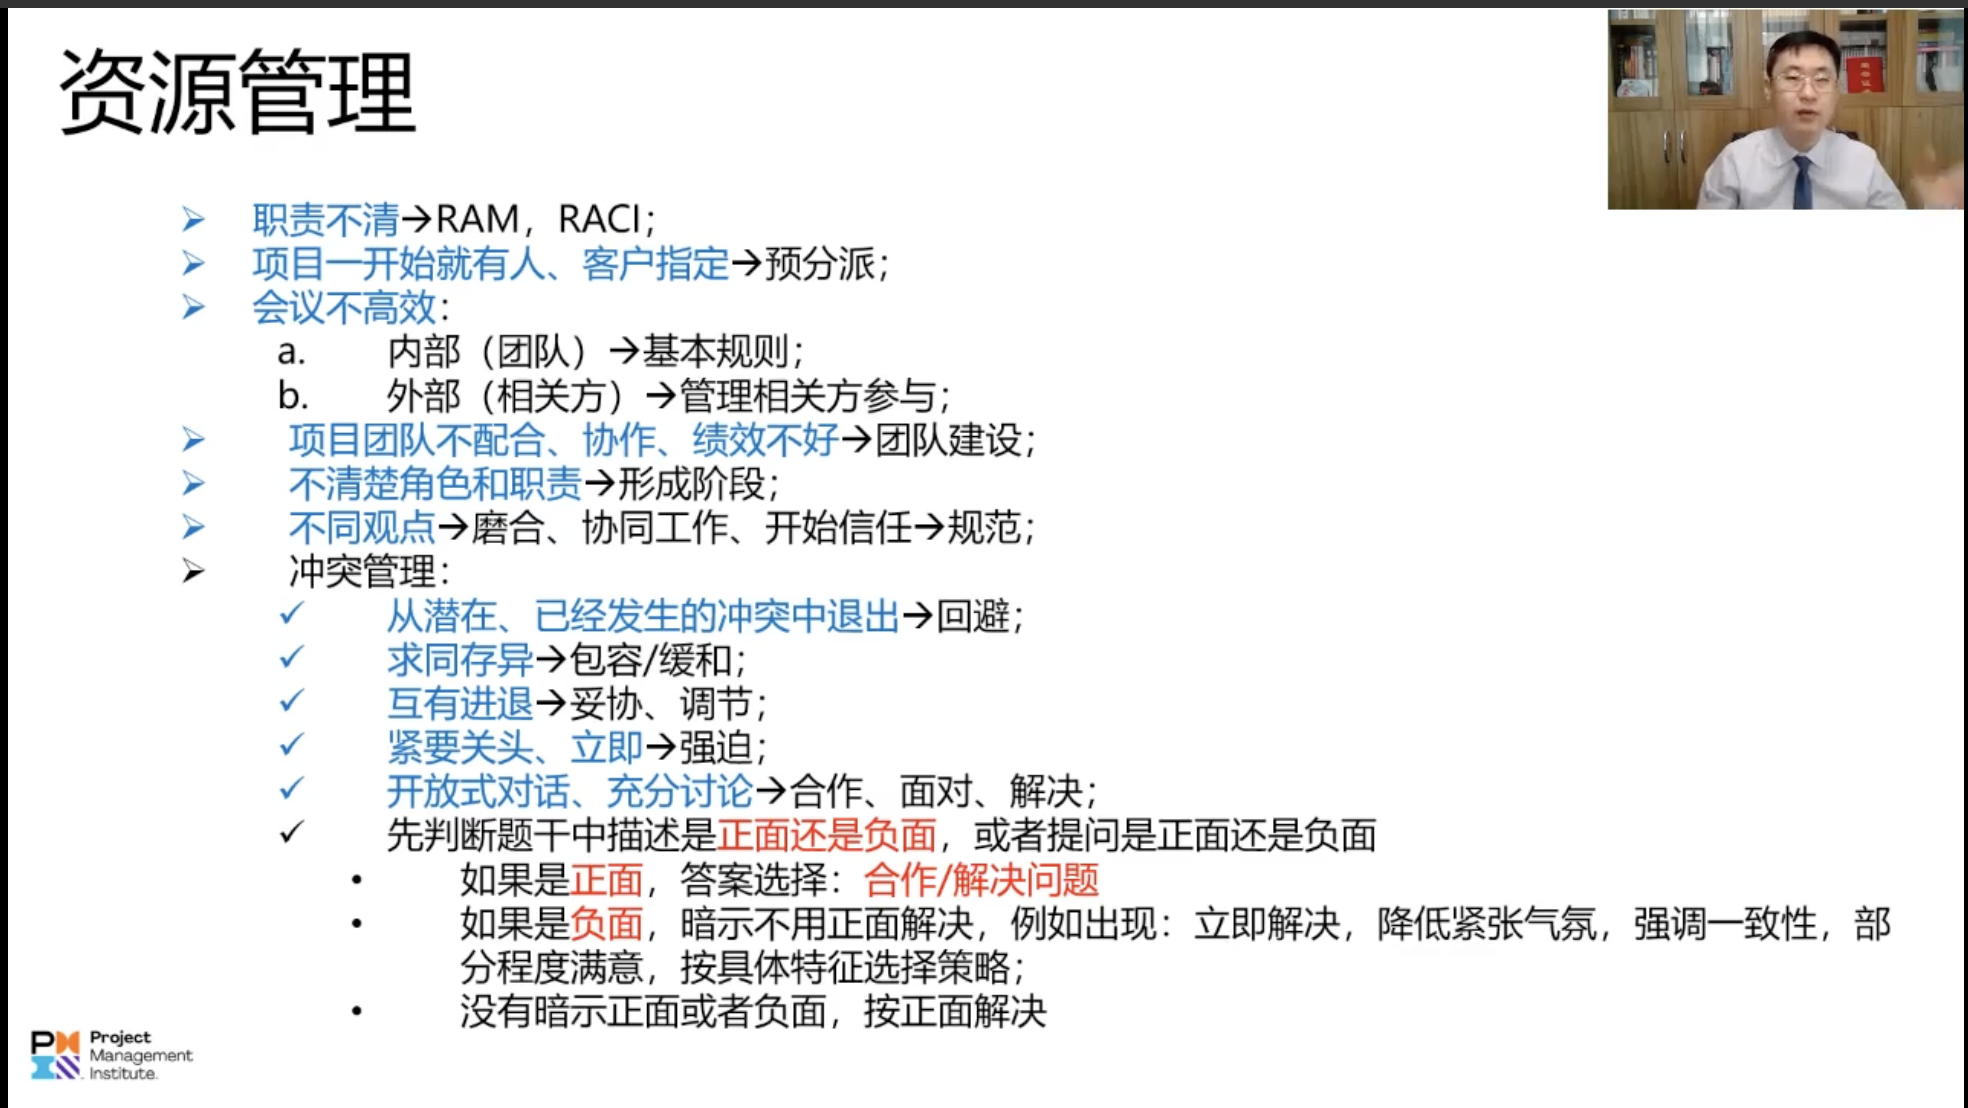 资源管理
职责不清→RAM，RACI；
项目一开始就有人、客户指定→预分派；
会议不高效：
a. 内部（团队）→基本规则；
b. 外部（相关方）→管理相关方参与；
项目团队不配合、协作、绩效不好→团队建设；
不清楚角色和职责→形成阶段；
不同观点→磨合、协同工作、开始信任→规范；
冲突管理：
从潜在、已经发生的冲突中退出→回避；
求同存异→包容/缓和；
互有进退→妥协、调节；
紧要关头、立即→强迫；
开放式对话、充分讨论→合作、面对、解决；
先判断题干中描述是正面还是负面，或者提问是正面还是负面
如果是正面，答案选择：合作/解决问题
如果是负面，暗示不用正面解决，例如出现：立即解决，降低紧张气氛，强调一致性，部
分程度满意，按具体特征选择策略；
没有暗示正面或者负面，按正面解决
Project
Management
Institute.